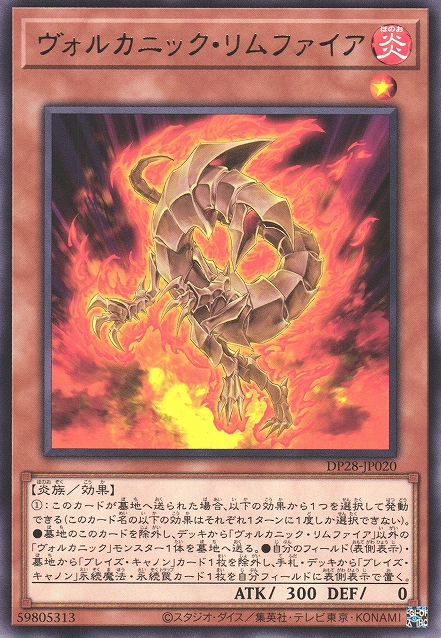 ヴォルカニック・リムファイア
炎
DP28-JP020
【炎族／効果】
①：このカードが墓地へ送られた場合、以下の効果から１つを選択して発動
できる(このカード名の以下の効果はそれぞれ１ターンに１度しか選択できない)。
●墓地のこのカードを除外し、デッキから「ヴォルカニック・リムファイア」以外の
「ヴォルカニック」モンスター１体を墓地へ送る。●自分のフィールド(表側表示)・
墓地から「ブレイズ・キャノン」カード１枚を除外し、手札・デッキから「ブレイズ・キャ
ノン」永続魔法・永続罠カード１枚を自分フィールドに表側表示で置く。
ATK/ 300 DEF/ 0
59805313 ©スタジオ・ダイス／集英社・テレビ東京・KONAMI